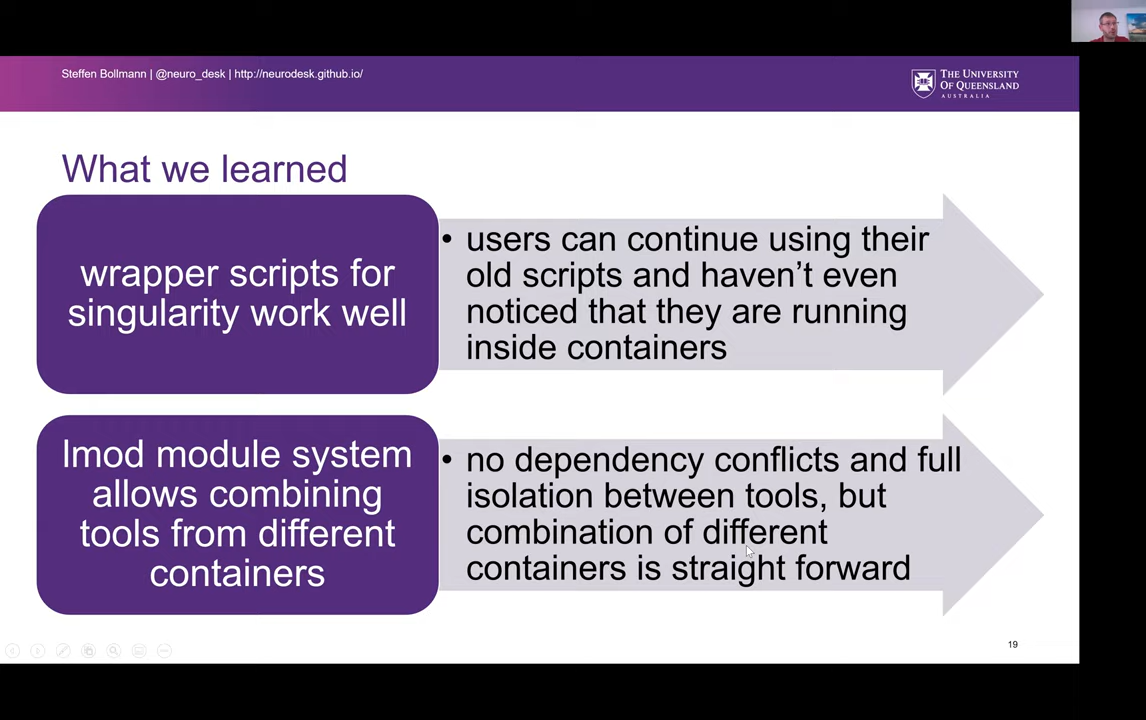 Steffen Bollmann | @neuro_desk | http://neurodesk.github.io/
THE UNIVERSITY
OF QUEENSLAND
AUSTRALIA
What we learned
wrapper scripts for
singularity work well
• users can continue using their
old scripts and haven’t even
noticed that they are running
inside containers
lmod module system
allows combining
tools from different
containers
• no dependency conflicts and full
isolation between tools, but
combination of different
containers is straight forward
19